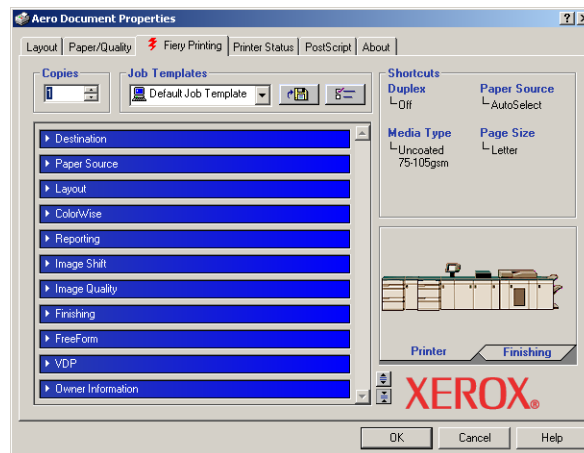 Aero Document Properties
Layout Paper/Quality Fiery Printing Printer Status PostScript About
Copies
1
Job Templates
Default Job Template
Destination
Paper Source
Layout
ColorWise
Reporting
Image Shift
Image Quality
Finishing
FreeForm
VDP
Owner Information
Shortcuts
Duplex
Off
Paper Source
AutoSelect
Media Type
Uncoated
75-105gsm
Page Size
Letter
Printer Finishing
XEROX®
OK Cancel Help